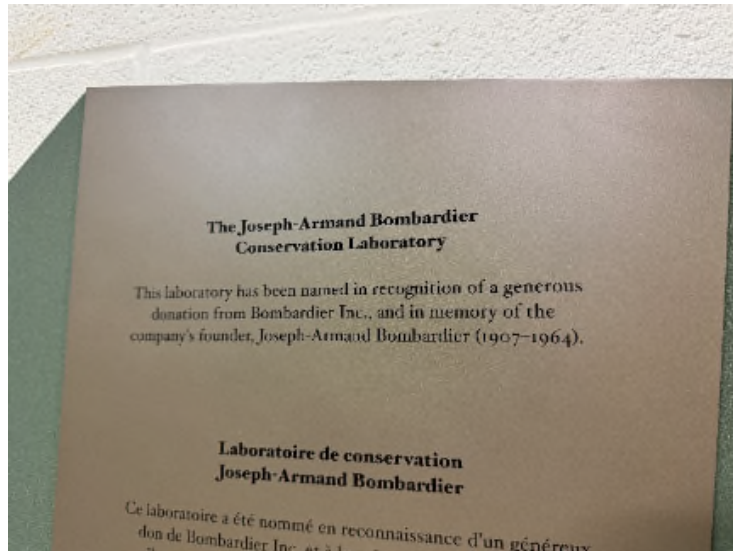 The Joseph-Armand Bombardier
Conservation Laboratory
This laboratory has been named in recognition of a generous
donation from Bombardier Inc., and in memory of the
company's founder, Joseph-Armand Bombardier (1907–1964).
Laboratoire de conservation
Joseph-Armand Bombardier
Ce laboratoire a été nommé en reconnaissance d'un généreux
don de Bombardier Inc. et à